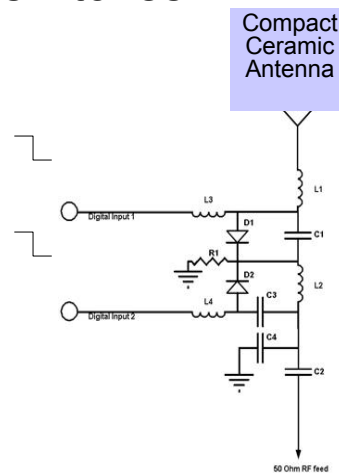 Compact
Ceramic
Antenna
L1
L3
Digital Input 1
D1
C1
R1
D2
L2
L4
C3
Digital Input 2
C4
C2
50 Ohm RF feed